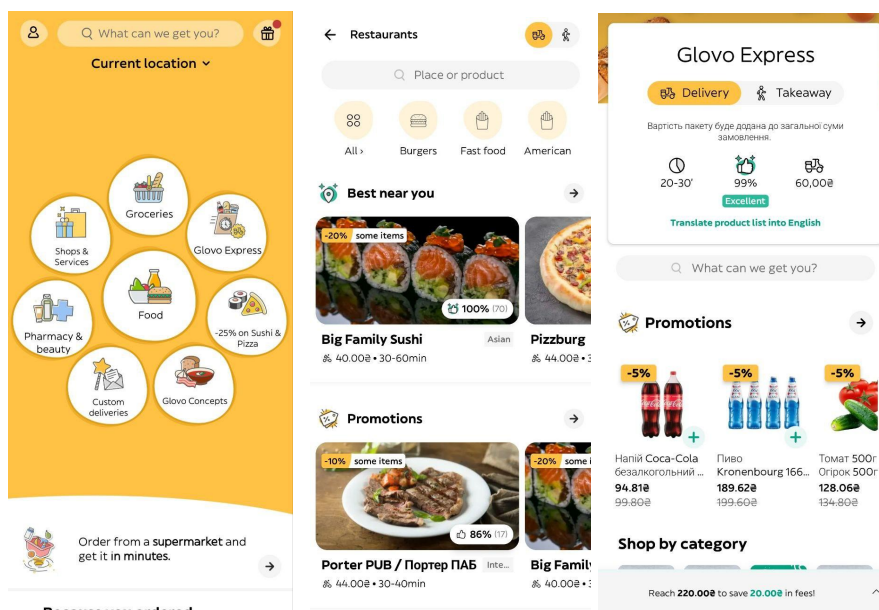 What can we get you?
Current location
Groceries
Shops &
Services
Glovo Express
Food
Pharmacy &
beauty
-25% on Sushi &
Pizza
Custom
deliveries
Glovo Concepts
Order from a supermarket and
get it in minutes.
Because you ordered
Restaurants
Place or product
All ›
Burgers
Fast food
American
Best near you
-20% some items
100% (70)
Big Family Sushi
Asian
40.00₴ • 30-60min
Pizzburg
44.00₴ •
Promotions
-10% some items
86% (17)
Porter PUB / Портер ПАБ
Inte...
44.00₴ • 30-40min
-20% some i
Big Family
40.00₴ •
Glovo Express
Delivery
Takeaway
Вартість пакету буде додана до загальної суми
замовлення.
20-30'
99%
60,00₴
Excellent
Translate product list into English
What can we get you?
Promotions
-5%
Напій Coca-Cola
безалкогольний ...
94.81₴
99.80₴
-5%
Пиво
Kronenbourg 166...
189.62₴
199.60₴
-5%
Томат 500г
Огірок 500г
128.06₴
134.80₴
Shop by category
Reach 220.00₴ to save 20.00₴ in fees!